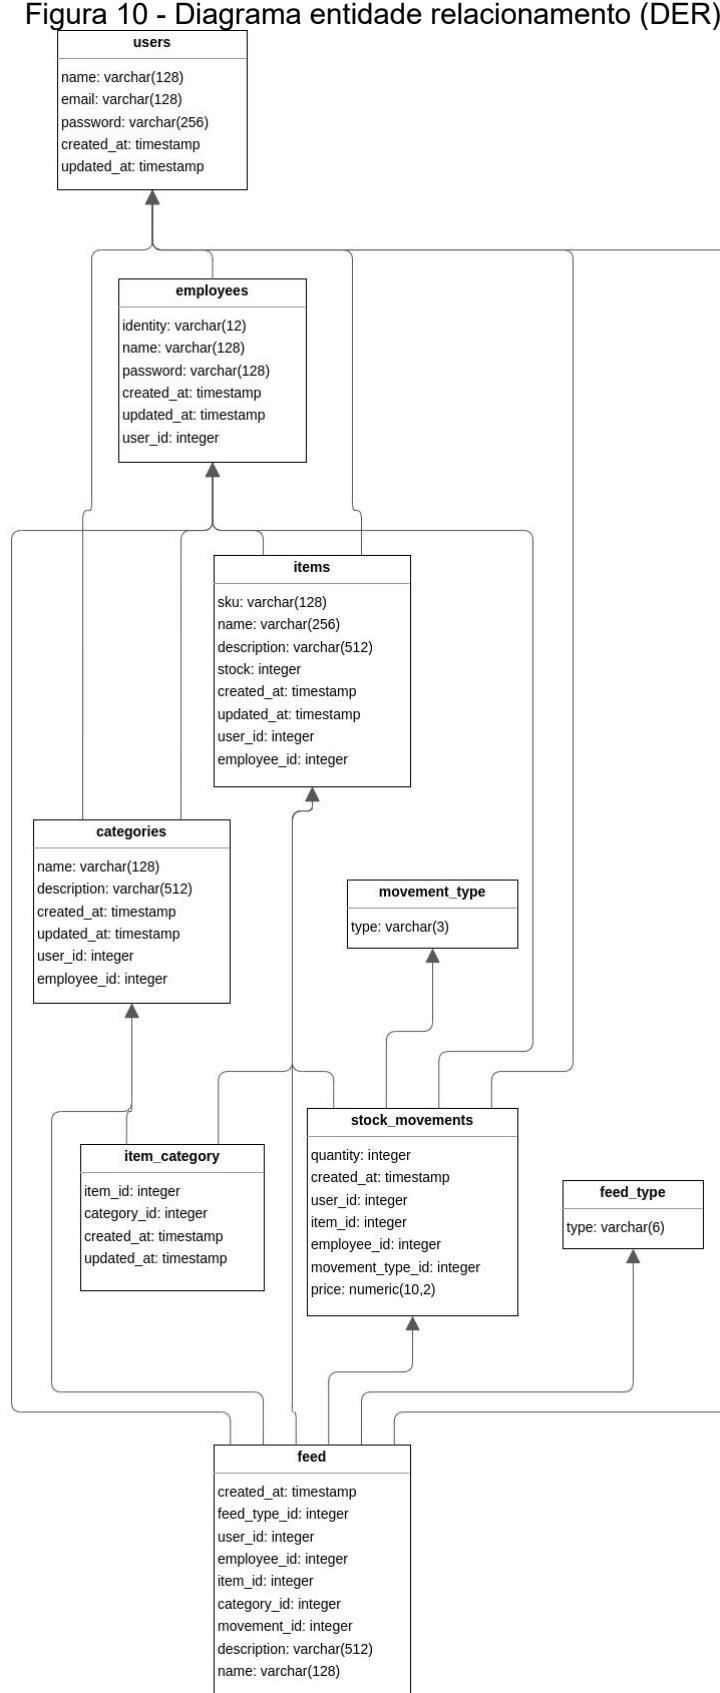 Figura 10 - Diagrama entidade relacionamento (DER)
users
name: varchar(128)
email: varchar(128)
password: varchar(256)
created_at: timestamp
updated_at: timestamp
employees
identity: varchar(12)
name: varchar(128)
password: varchar(128)
created_at: timestamp
updated_at: timestamp
user_id: integer
items
sku: varchar(128)
name: varchar(256)
description: varchar(512)
stock: integer
created_at: timestamp
updated_at: timestamp
user_id: integer
employee_id: integer
categories
name: varchar(128)
description: varchar(512)
created_at: timestamp
updated_at: timestamp
user_id: integer
employee_id: integer
movement_type
type: varchar(3)
item_category
item_id: integer
category_id: integer
created_at: timestamp
updated_at: timestamp
stock_movements
quantity: integer
created_at: timestamp
user_id: integer
item_id: integer
employee_id: integer
movement_type_id: integer
price: numeric(10,2)
feed_type
type: varchar(6)
feed
created_at: timestamp
feed_type_id: integer
user_id: integer
employee_id: integer
item_id: integer
category_id: integer
movement_id: integer
description: varchar(512)
name: varchar(128)